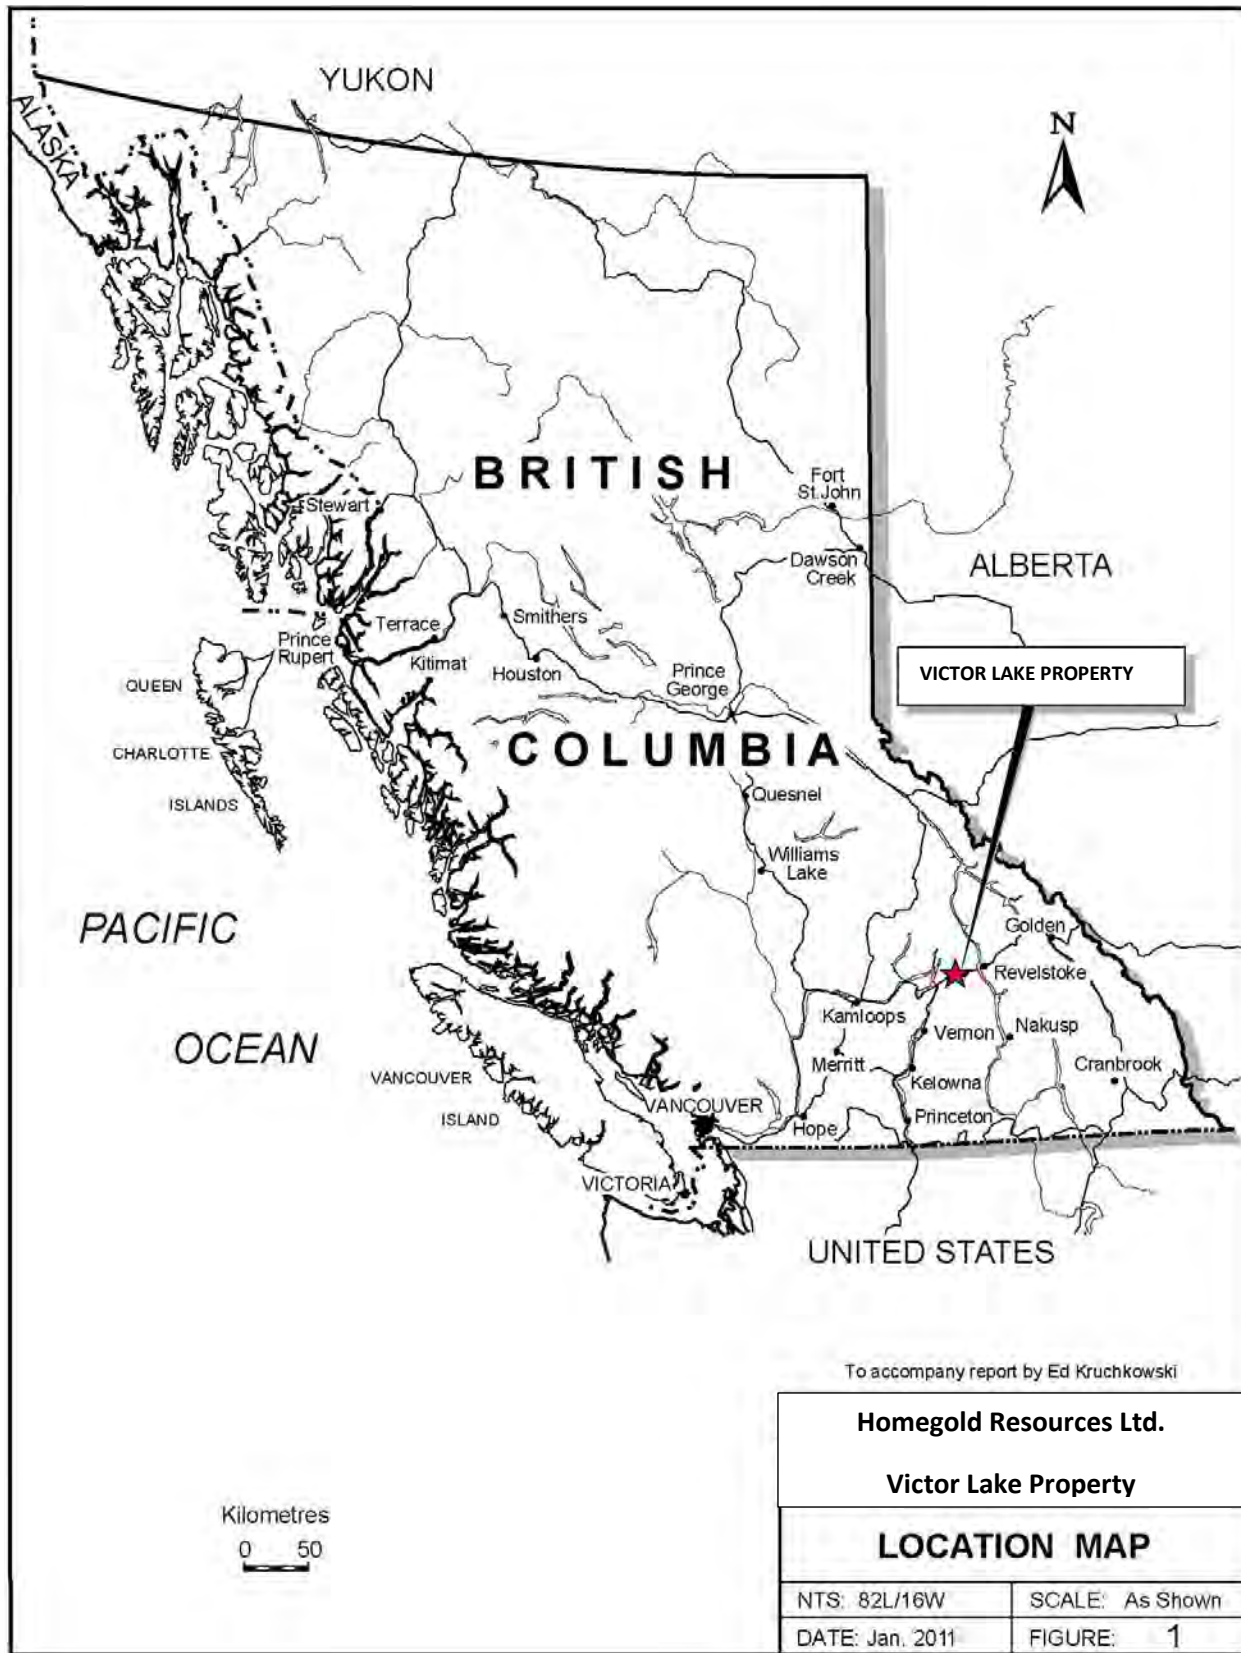 YUKON
N
ALASKA
BRITISH
Fort
St.John
Stewart
Dawson
Creek
ALBERTA
Smithers
Terrace
Prince
Rupert
Kitimat
Houston
Prince
George
VICTOR LAKE PROPERTY
QUEEN
CHARLOTTE
ISLANDS
COLUMBIA
Quesnel
Williams
Lake
PACIFIC
OCEAN
Golden
Revelstoke
Kamloops
Vernon
Nakusp
Merritt
Cranbrook
Kelowna
VANCOUVER
ISLAND
VANCOUVER
Hope
Princeton
VICTORIA
UNITED STATES
To accompany report by Ed Kruchkowski
Homegold Resources Ltd.
Victor Lake Property
LOCATION MAP
NTS: 82L/16W
SCALE: As Shown
DATE: Jan. 2011
FIGURE: 1
Kilometres
0 50